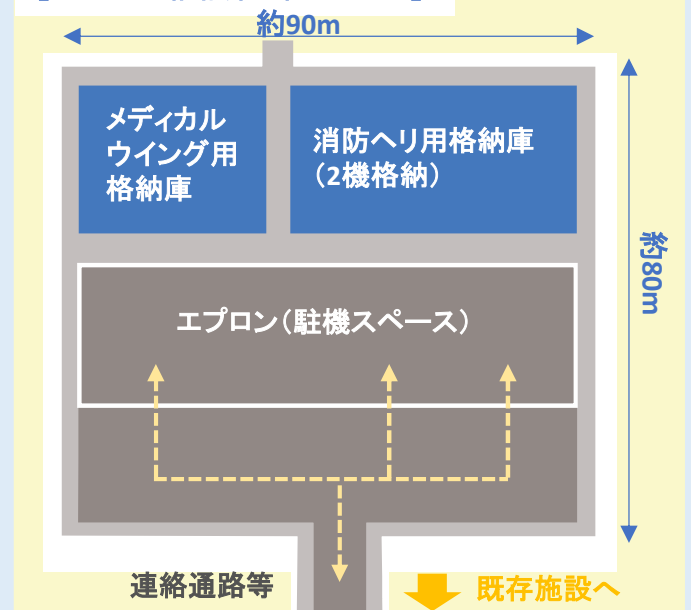 約90m
メディカル
ウイング用
格納庫
消防ヘリ用格納庫
（2機格納）
約80m
エプロン（駐機スペース）
連絡通路等
既存施設へ